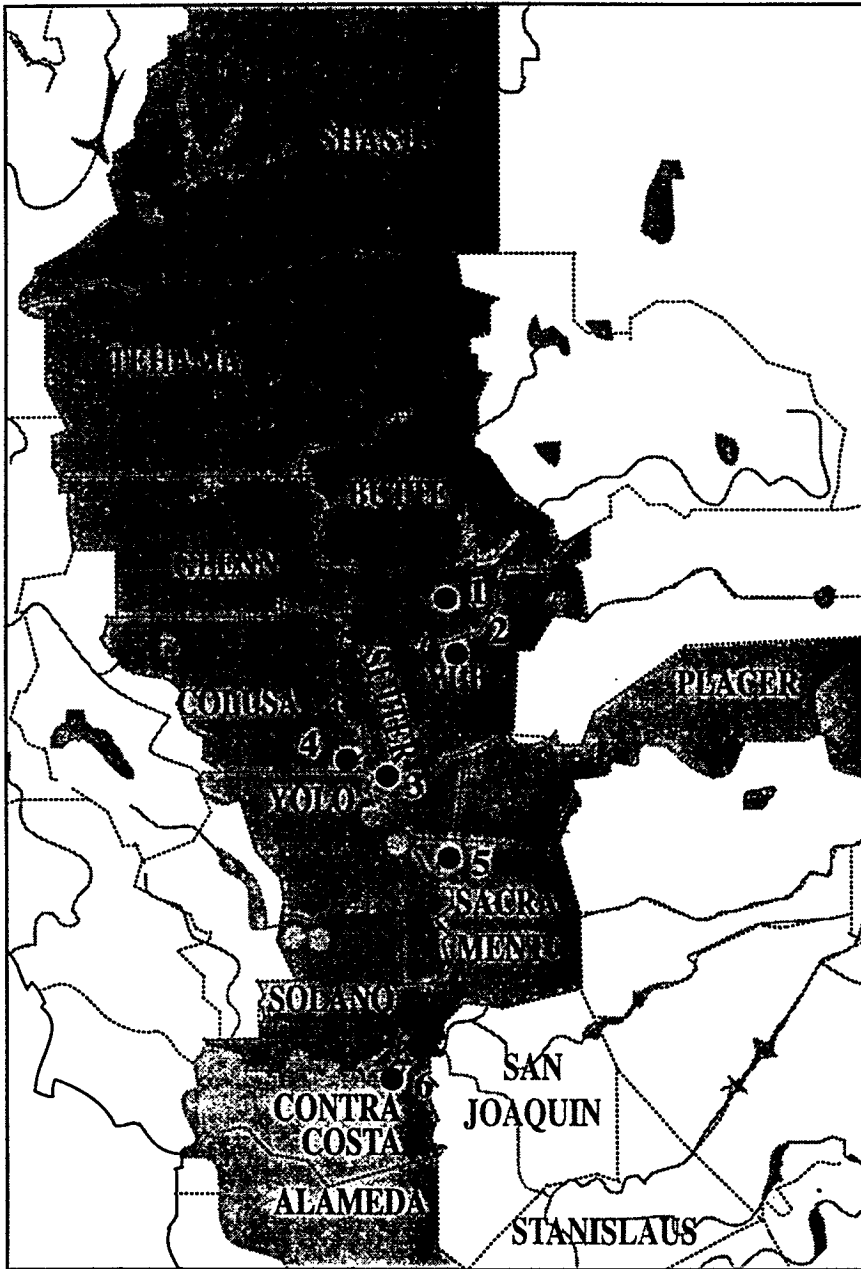 SHASTA
TEHAMA
BUTTE
GLENN
1
2
SUTTER
COLUSA
PLACER
4
3
YOLO
5
SACRA
MENTO
SOLANO
6
SAN
JOAQUIN
CONTRA
COSTA
ALAMEDA
STANISLAUS